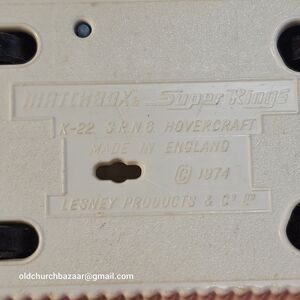 MATCHBOX Super Kings
K-22 S.R.N.6 HOVERCRAFT
MADE IN ENGLAND
© 1974
LESNEY PRODUCTS & Cº Lᵀᴰ
oldchurchbazaar@gmail.com